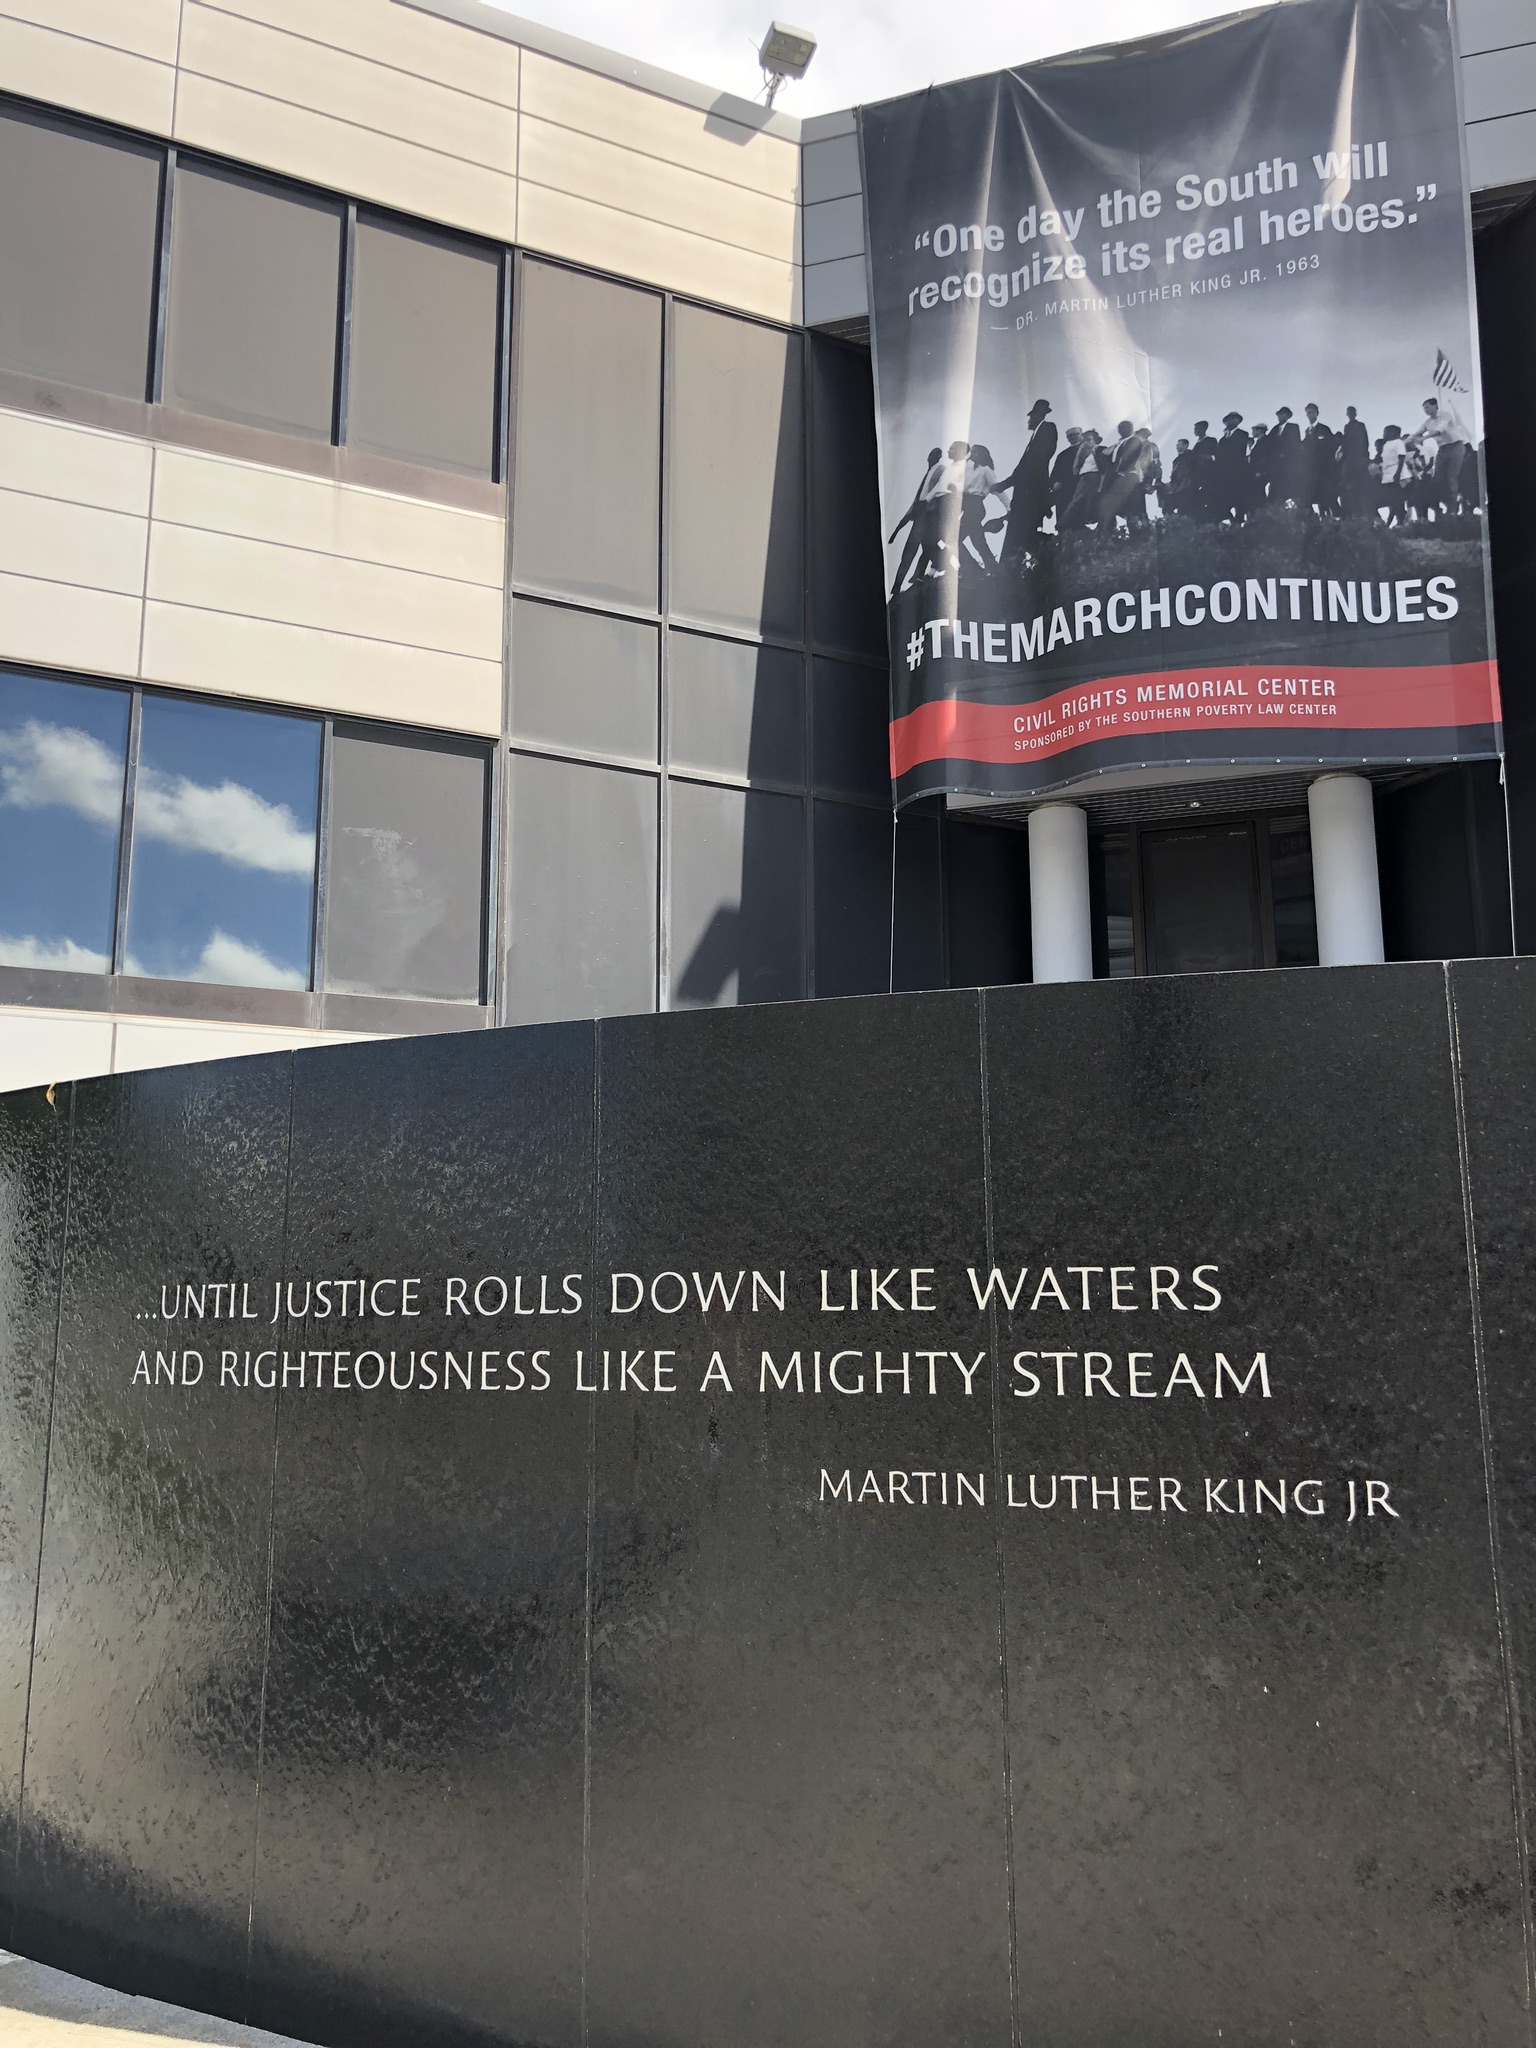 “One day the South will
recognize its real heroes.”
— DR. MARTIN LUTHER KING JR. 1963
#THEMARCHCONTINUES
CIVIL RIGHTS MEMORIAL CENTER
SPONSORED BY THE SOUTHERN POVERTY LAW CENTER
...UNTIL JUSTICE ROLLS DOWN LIKE WATERS
AND RIGHTEOUSNESS LIKE A MIGHTY STREAM
MARTIN LUTHER KING JR